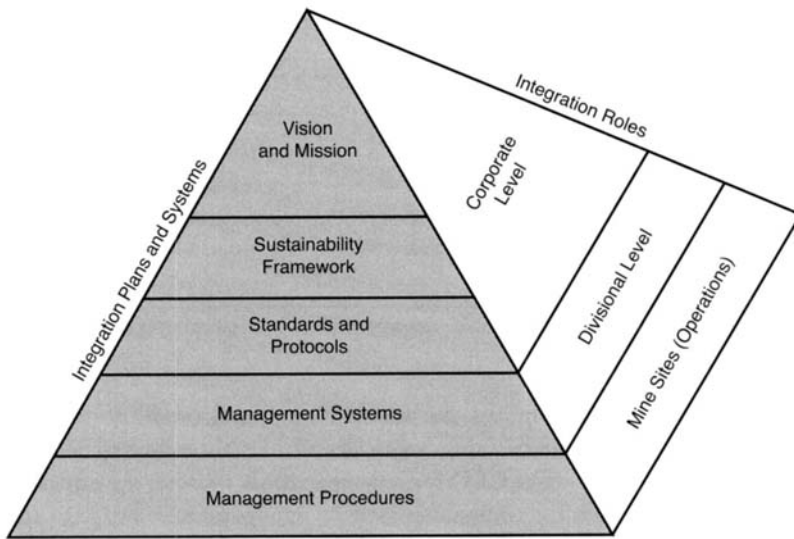 Integration Plans and Systems
Vision
and Mission
Sustainability
Framework
Standards and
Protocols
Management Systems
Management Procedures
Integration Roles
Corporate
Level
Divisional Level
Mine Sites (Operations)